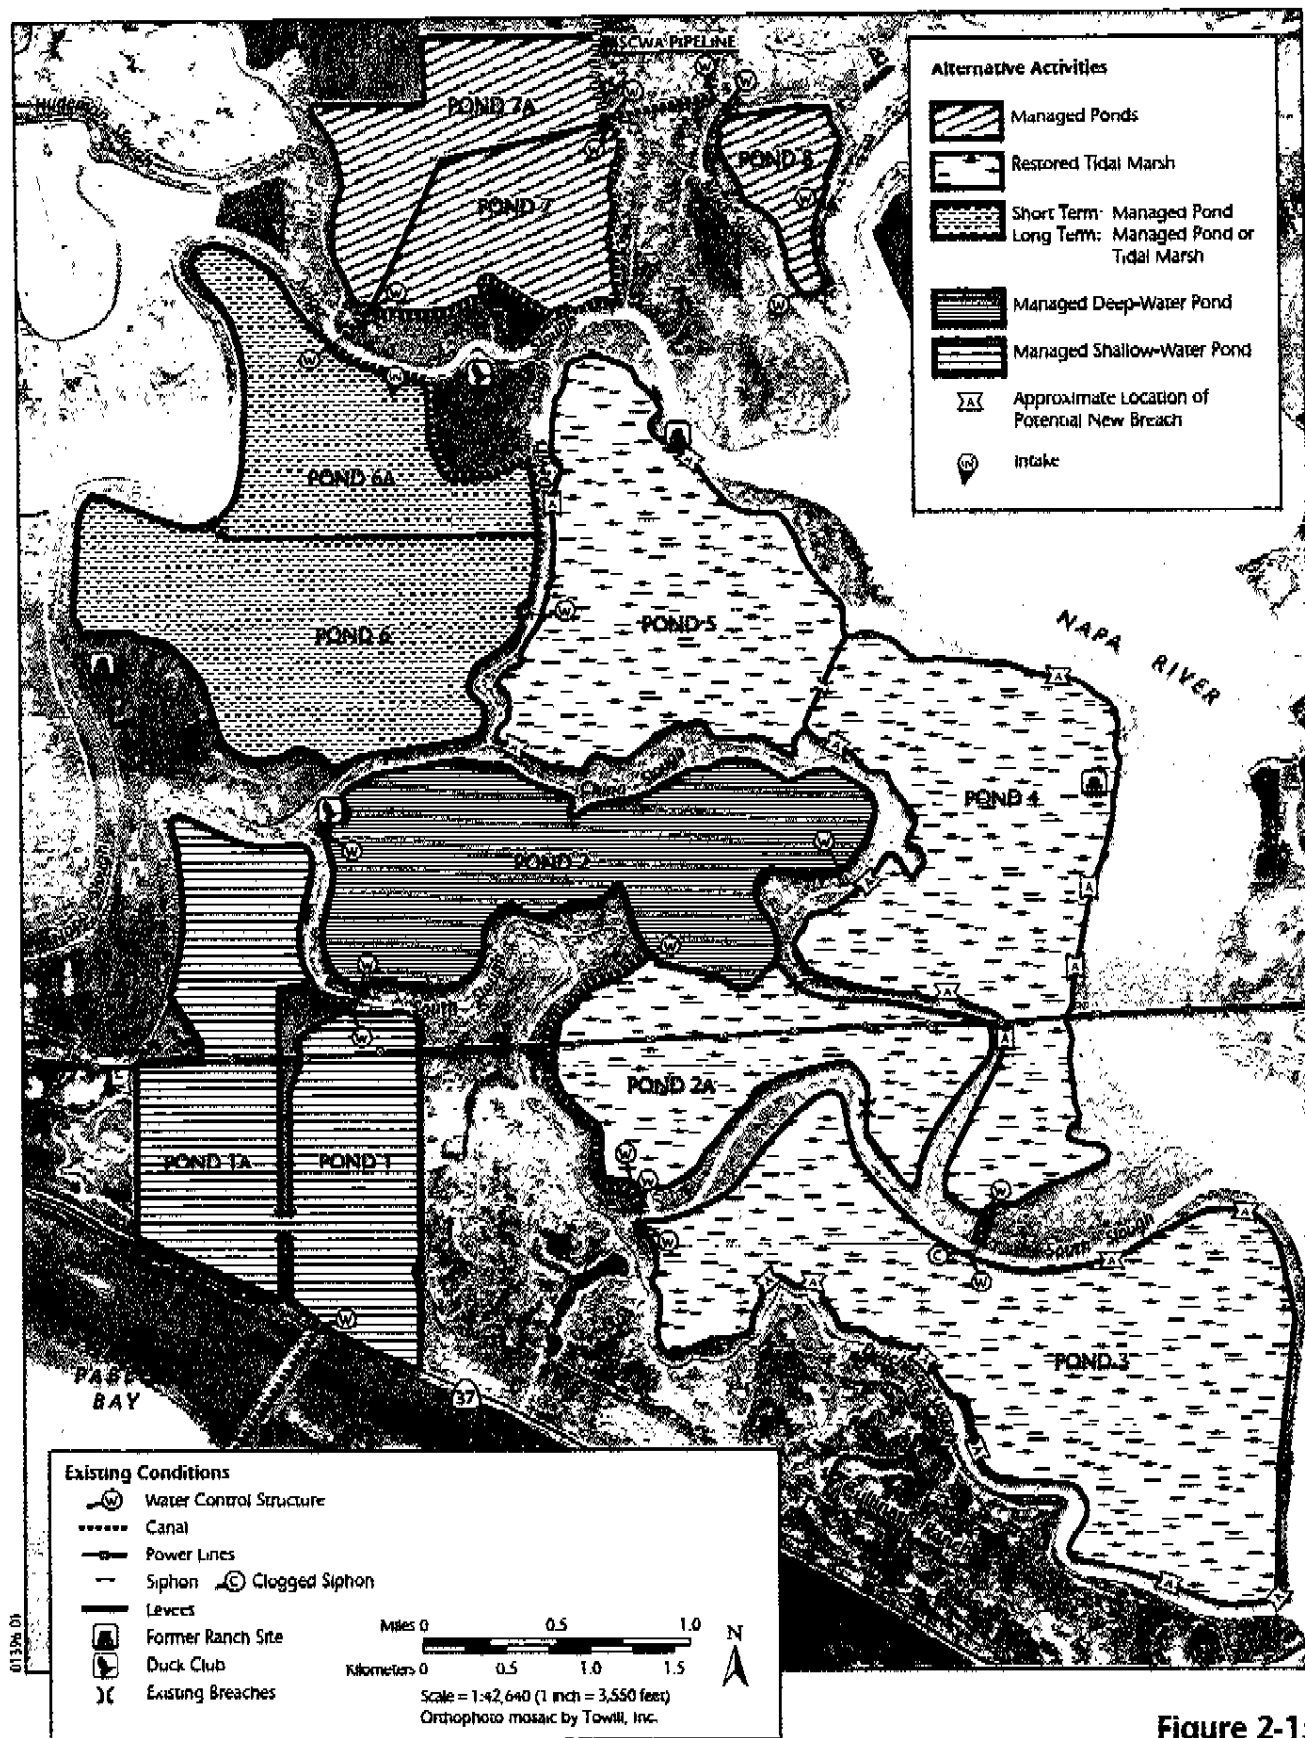 SCWA PIPELINE
POND 7A
POND 8
POND 7
POND 6A
POND 6
POND 5
NAPA
RIVER
POND 4
China Slough
POND 2
POND 2A
POND 1A
POND 1
South Slough
POND 3
BAY
37
Alternative Activities
Managed Ponds
Restored Tidal Marsh
Short Term: Managed Pond
Long Term: Managed Pond or
Tidal Marsh
Managed Deep-Water Pond
Managed Shallow-Water Pond
A Approximate Location of
Potential New Breach
Intake
Existing Conditions
W Water Control Structure
Canal
Power Lines
Siphon C Clogged Siphon
Levees
Former Ranch Site
Duck Club
Existing Breaches
Miles 0 0.5 1.0
Kilometers 0 0.5 1.0 1.5
N
Scale = 1:42,640 (1 inch = 3,550 feet)
Orthophoto mosaic by Towill, Inc.
01396 01